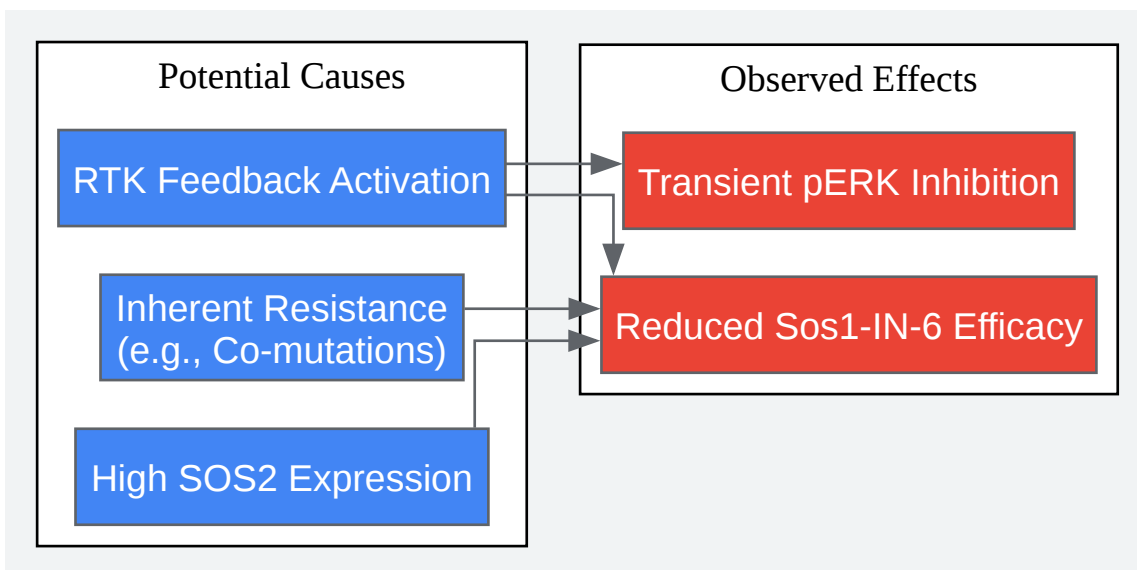 Potential Causes
RTK Feedback Activation
Inherent Resistance
(e.g., Co-mutations)
High SOS2 Expression
Observed Effects
Transient pERK Inhibition
Reduced Sos1-IN-6 Efficacy